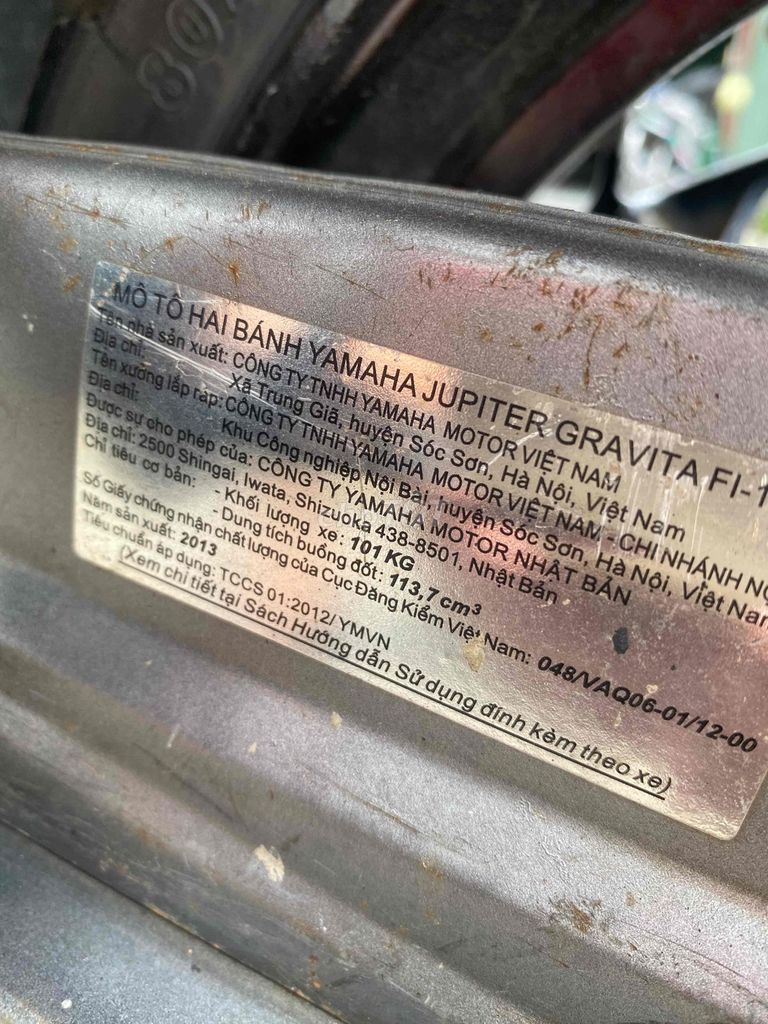 80/
MÔ TÔ HAI BÁNH YAMAHA JUPITER GRAVITA FI-1
Tên nhà sản xuất: CÔNG TY TNHH YAMAHA MOTOR VIỆT NAM
Địa chỉ: Xã Trung Giã, huyện Sóc Sơn, Hà Nội, Việt Nam
Tên xưởng lắp ráp: CÔNG TY TNHH YAMAHA MOTOR VIỆT NAM - CHI NHÁNH NỘ
Địa chỉ: Khu Công nghiệp Nội Bài, huyện Sóc Sơn, Hà Nội, Việt Nam
Được sự cho phép của: CÔNG TY YAMAHA MOTOR NHẬT BẢN
Địa chỉ: 2500 Shingai, Iwata, Shizuoka 438-8501, Nhật Bản
Chỉ tiêu cơ bản: - Khối lượng xe: 101 KG
- Dung tích buồng đốt: 113,7 cm³
Số Giấy chứng nhận chất lượng của Cục Đăng Kiểm Việt Nam: 048/VAQ06-01/12-00
Năm sản xuất: 2013
Tiêu chuẩn áp dụng: TCCS 01:2012/ YMVN
(Xem chi tiết tại Sách Hướng dẫn Sử dụng đính kèm theo xe)